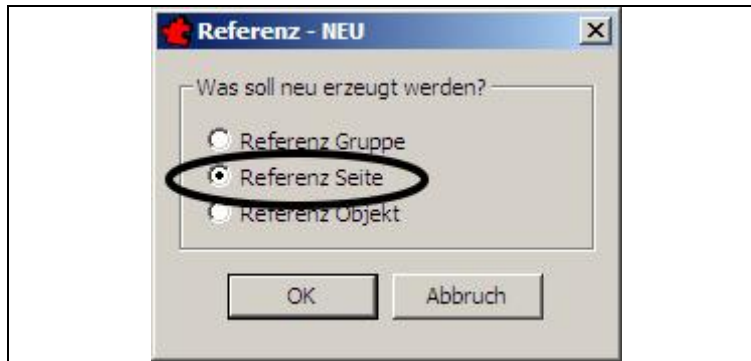 Referenz - NEU
Was soll neu erzeugt werden?
Referenz Gruppe
Referenz Seite
Referenz Objekt
OK
Abbruch